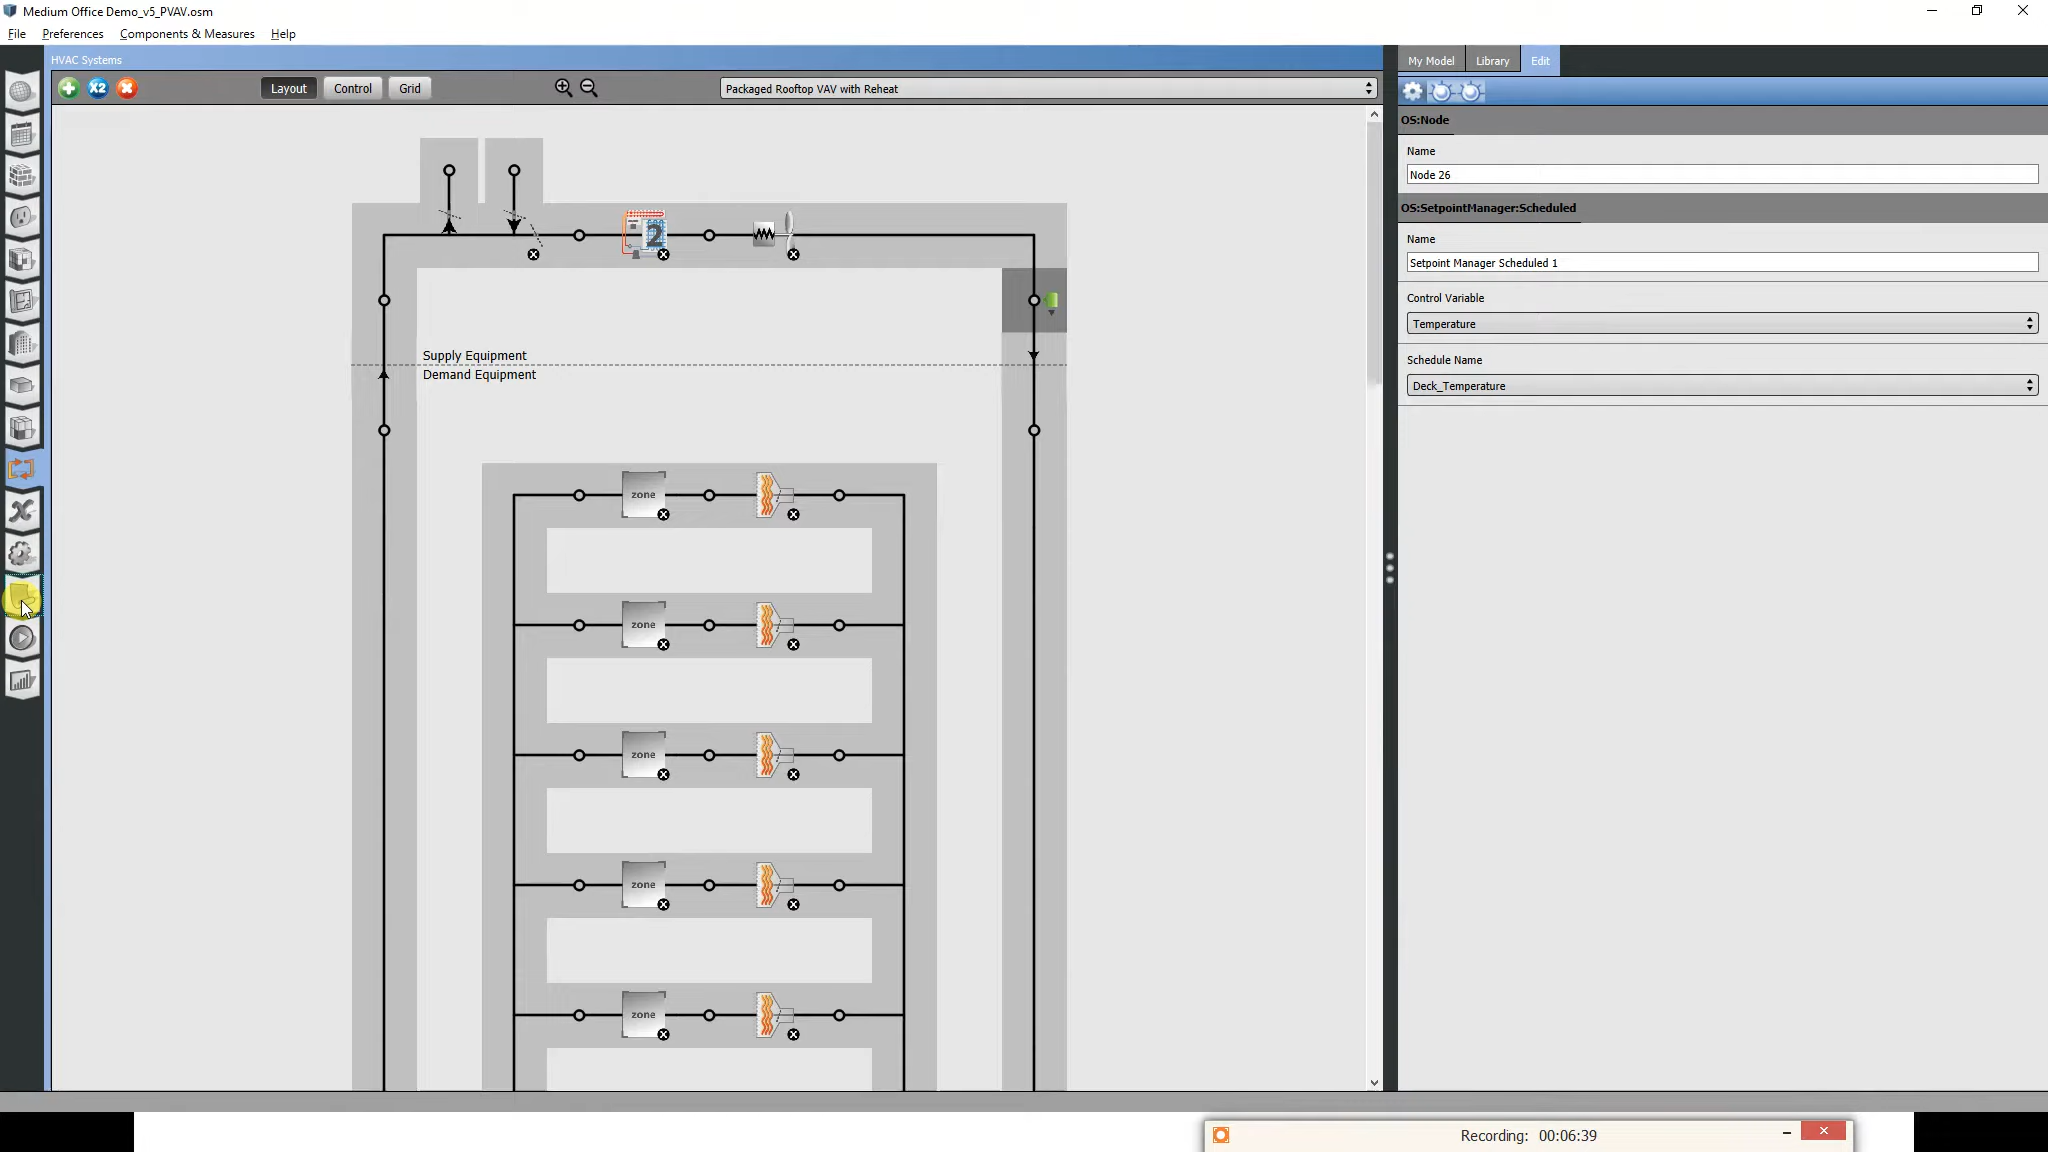 Medium Office Demo_v5_PVAV.osm
File Preferences Components & Measures Help
HVAC Systems
My Model Library Edit
X2 Layout Control Grid Packaged Rooftop VAV with Reheat
OS:Node
Name
Node 26
OS:SetpointManager:Scheduled
Name
Setpoint Manager Scheduled 1
Control Variable
Temperature
Schedule Name
Deck_Temperature
2
Supply Equipment
Demand Equipment
zone
zone
zone
zone
zone
Recording: 00:06:39